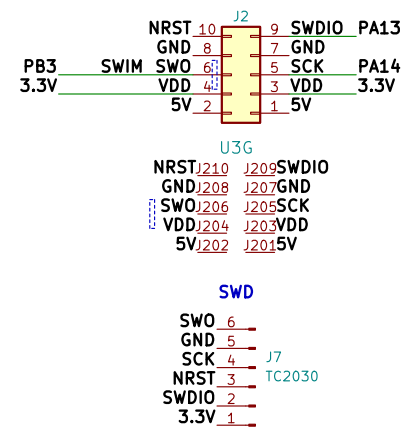 J2
NRST 10 9 SWDIO PA13
GND 8 7 GND
PB3 SWIM SWO 6 5 SCK PA14
3.3V VDD 4 3 VDD 3.3V
5V 2 1 5V
U3G
NRST J210 J209 SWDIO
GND J208 J207 GND
SWO J206 J205 SCK
VDD J204 J203 VDD
5V J202 J201 5V
SWD
SWO 6
GND 5
SCK 4 J7
NRST 3 TC2030
SWDIO 2
3.3V 1